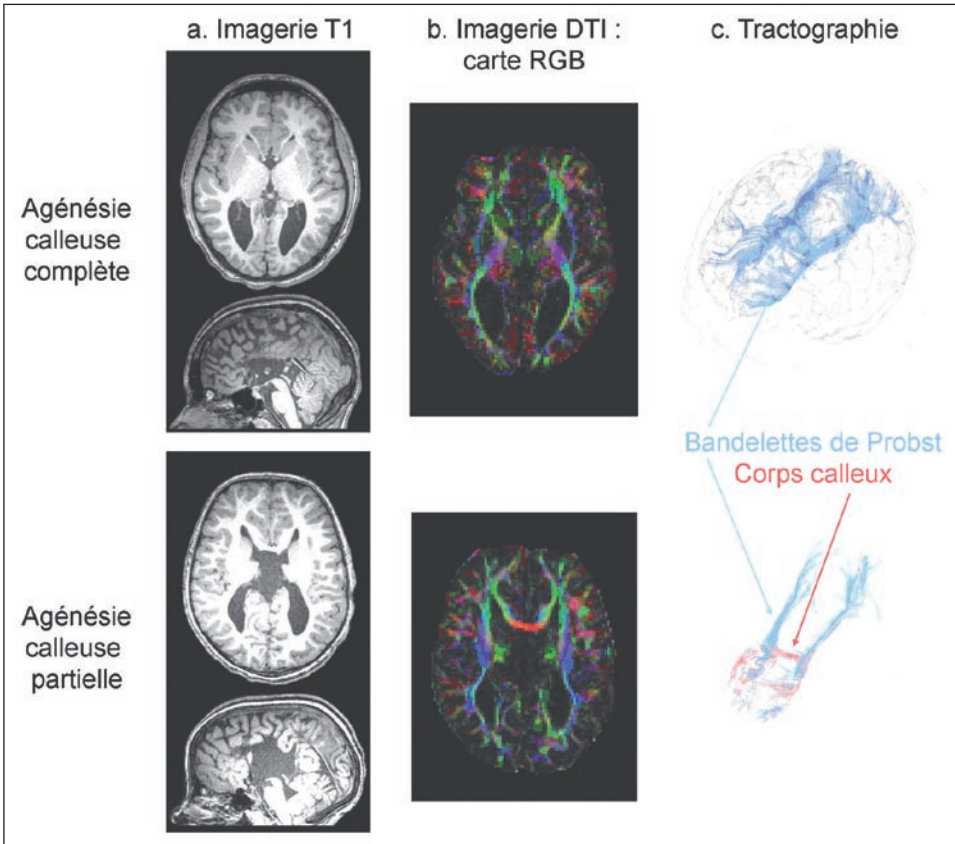 a. Imagerie T1
b. Imagerie DTI :
carte RGB
c. Tractographie
Agénésie
calleuse
complète
Bandelettes de Probst
Corps calleux
Agénésie
calleuse
partielle